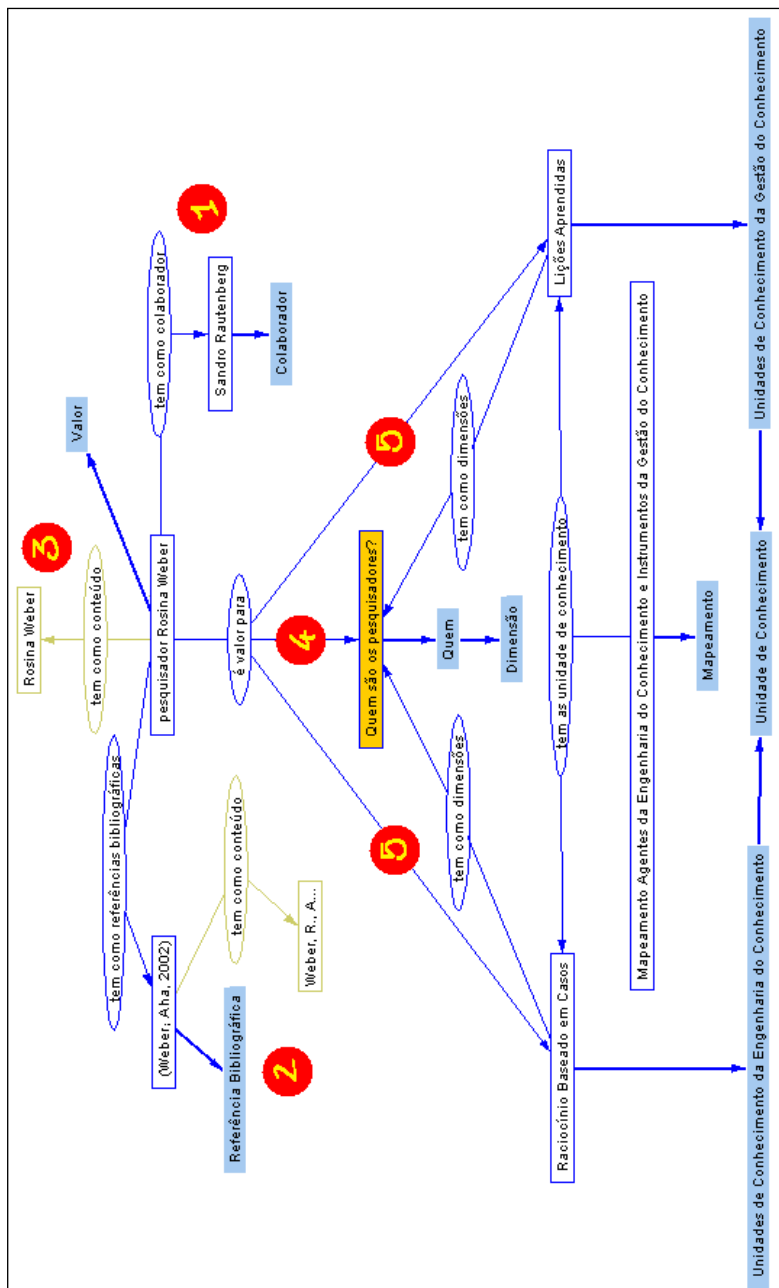 Rosina Weber
3
tem como conteúdo
Valor
1
tem como referências bibliográficas
pesquisador Rosina Weber
tem como colaborador
(Weber; Aha, 2002)
Sandro Rautenberg
Referência Bibliográfica
2
tem como conteúdo
é valor para
Colaborador
Weber, R., A...
4
5
5
Quem são os pesquisadores?
tem como dimensões
Quem
tem como dimensões
Dimensão
Raciocínio Baseado em Casos
tem as unidade de conhecimento
Lições Aprendidas
Mapeamento Agentes da Engenharia do Conhecimento e Instrumentos da Gestão do Conhecimento
Mapeamento
Unidades de Conhecimento da Engenharia do Conhecimento
Unidade de Conhecimento
Unidades de Conhecimento da Gestão do Conhecimento